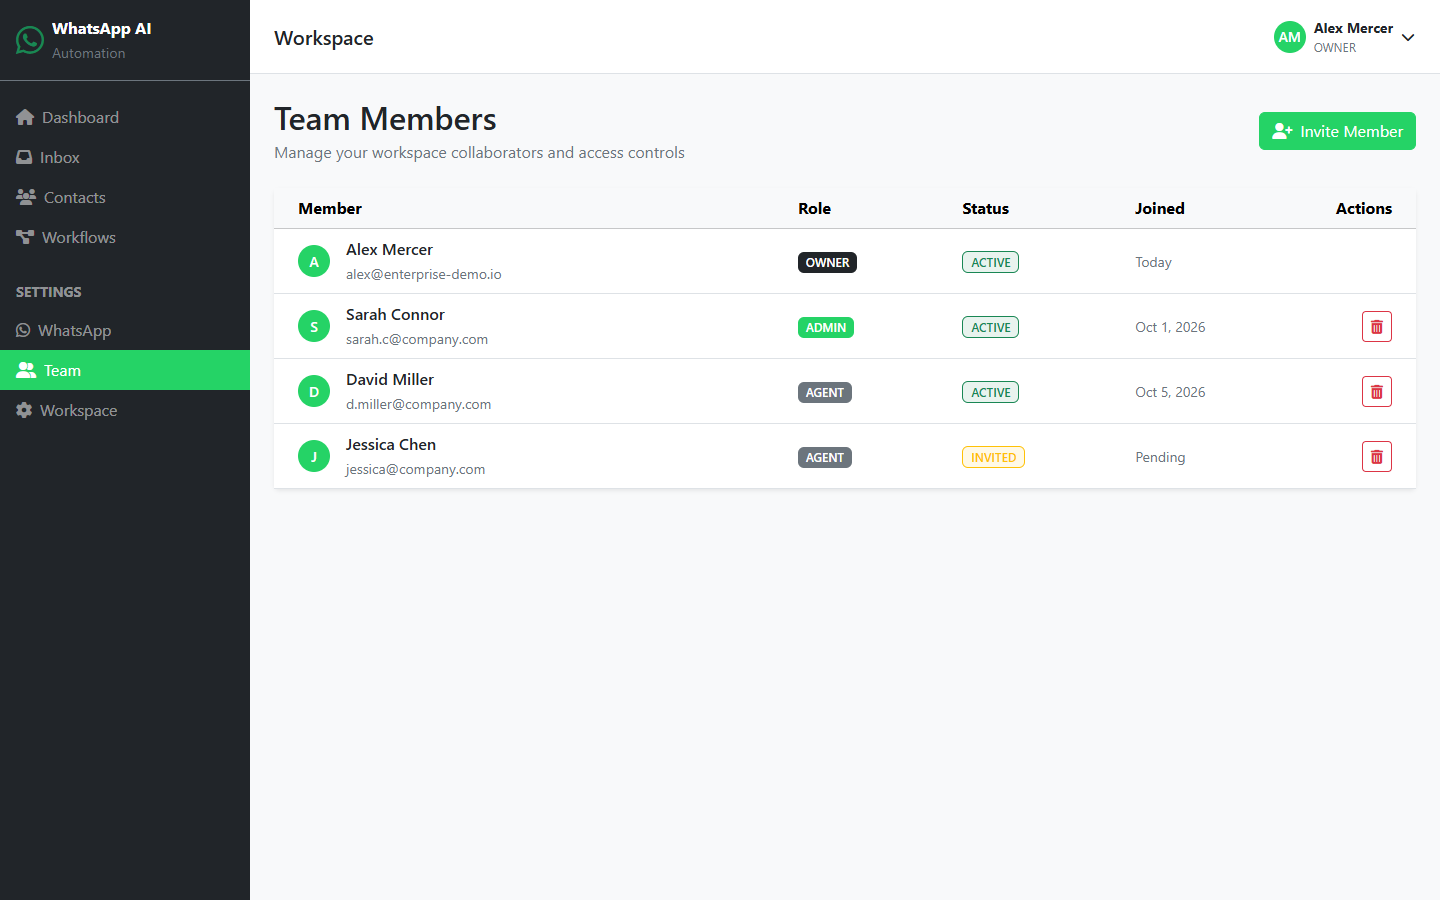 WhatsApp AI
Automation
Dashboard
Inbox
Contacts
Workflows
SETTINGS
WhatsApp
Team
Workspace
Workspace
AM
Alex Mercer
OWNER
Team Members
Manage your workspace collaborators and access controls
Invite Member
Member Role Status Joined Actions
A Alex Mercer OWNER ACTIVE Today
alex@enterprise-demo.io
S Sarah Connor ADMIN ACTIVE Oct 1, 2026
sarah.c@company.com
D David Miller AGENT ACTIVE Oct 5, 2026
d.miller@company.com
J Jessica Chen AGENT INVITED Pending
jessica@company.com